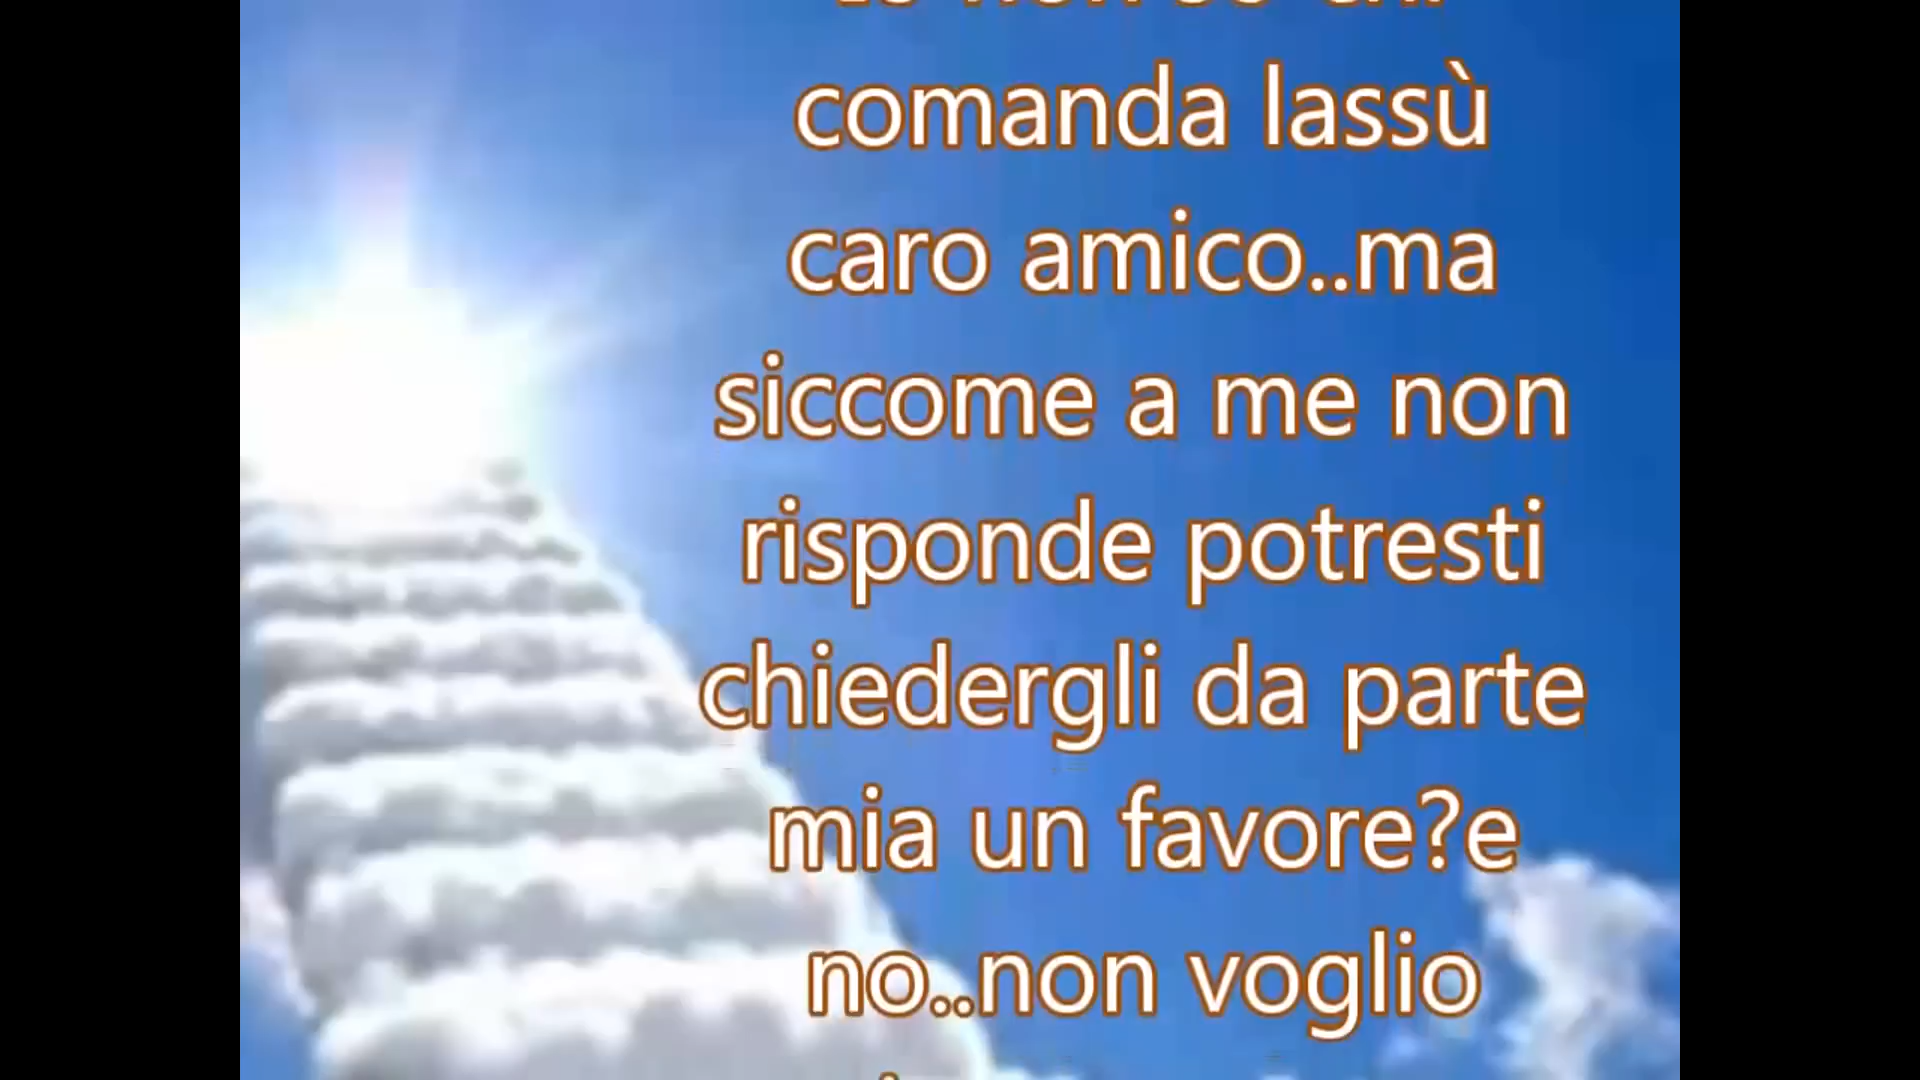 comanda lassù
caro amico..ma
siccome a me non
risponde potresti
chiedergli da parte
mia un favore?e
no..non voglio